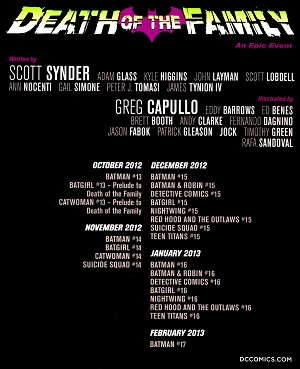 DEATH OF THE FAMILY
An Epic Event
Written by
SCOTT SYNDER ADAM GLASS KYLE HIGGINS JOHN LAYMAN SCOTT LOBDELL
ANN NOCENTI GAIL SIMONE PETER J. TOMASI JAMES TYNION IV
Illustrated by
GREG CAPULLO EDDY BARROWS ED BENES
BRETT BOOTH ANDY CLARKE FERNANDO DAGNINO
JASON FABOK PATRICK GLEASON JOCK TIMOTHY GREEN
RAFA SANDOVAL
OCTOBER 2012
BATMAN #13
BATGIRL #13 - Prelude to
Death of the Family
CATWOMAN #13 - Prelude to
Death of the Family
NOVEMBER 2012
BATMAN #14
BATGIRL #14
CATWOMAN #14
SUICIDE SQUAD #14
DECEMBER 2012
BATMAN #15
BATMAN & ROBIN #15
DETECTIVE COMICS #15
BATGIRL #15
NIGHTWING #15
RED HOOD AND THE OUTLAWS #15
SUICIDE SQUAD #15
TEEN TITANS #15
JANUARY 2013
BATMAN #16
BATMAN & ROBIN #16
DETECTIVE COMICS #16
BATGIRL #16
NIGHTWING #16
RED HOOD AND THE OUTLAWS #16
TEEN TITANS #16
FEBRUARY 2013
BATMAN #17
DCCOMICS.COM